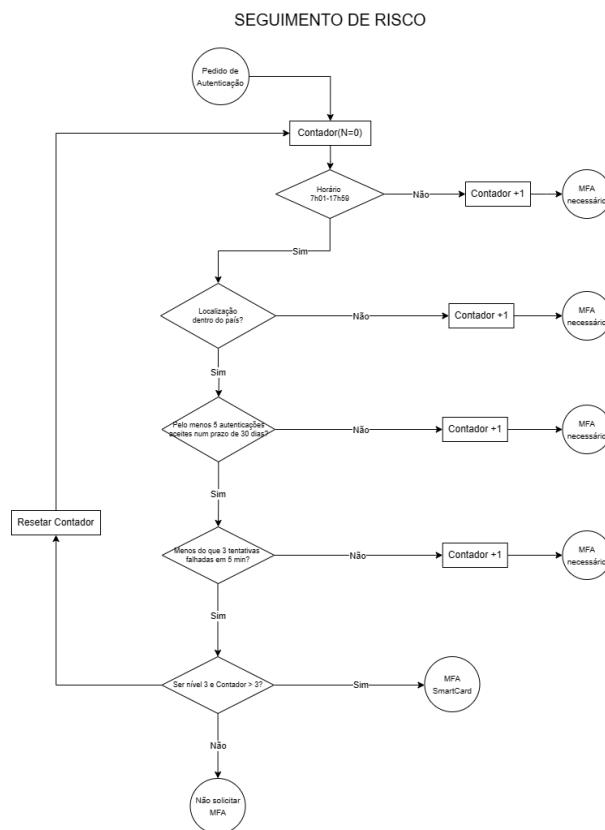 SEGUIMENTO DE RISCO
Pedido de
Autenticação
Contador(N=0)
Horário
7h01-17h59
Não
Contador +1
MFA
necessário
Sim
Localização
dentro do país?
Não
Contador +1
MFA
necessário
Sim
Pelo menos 5 autenticações
aceites num prazo de 30 dias?
Não
Contador +1
MFA
necessário
Sim
Resetar Contador
Menos do que 3 tentativas
falhadas em 5 min?
Não
Contador +1
MFA
necessário
Sim
Ser nível 3 e Contador > 3?
Sim
MFA
SmartCard
Não
Não solicitar
MFA